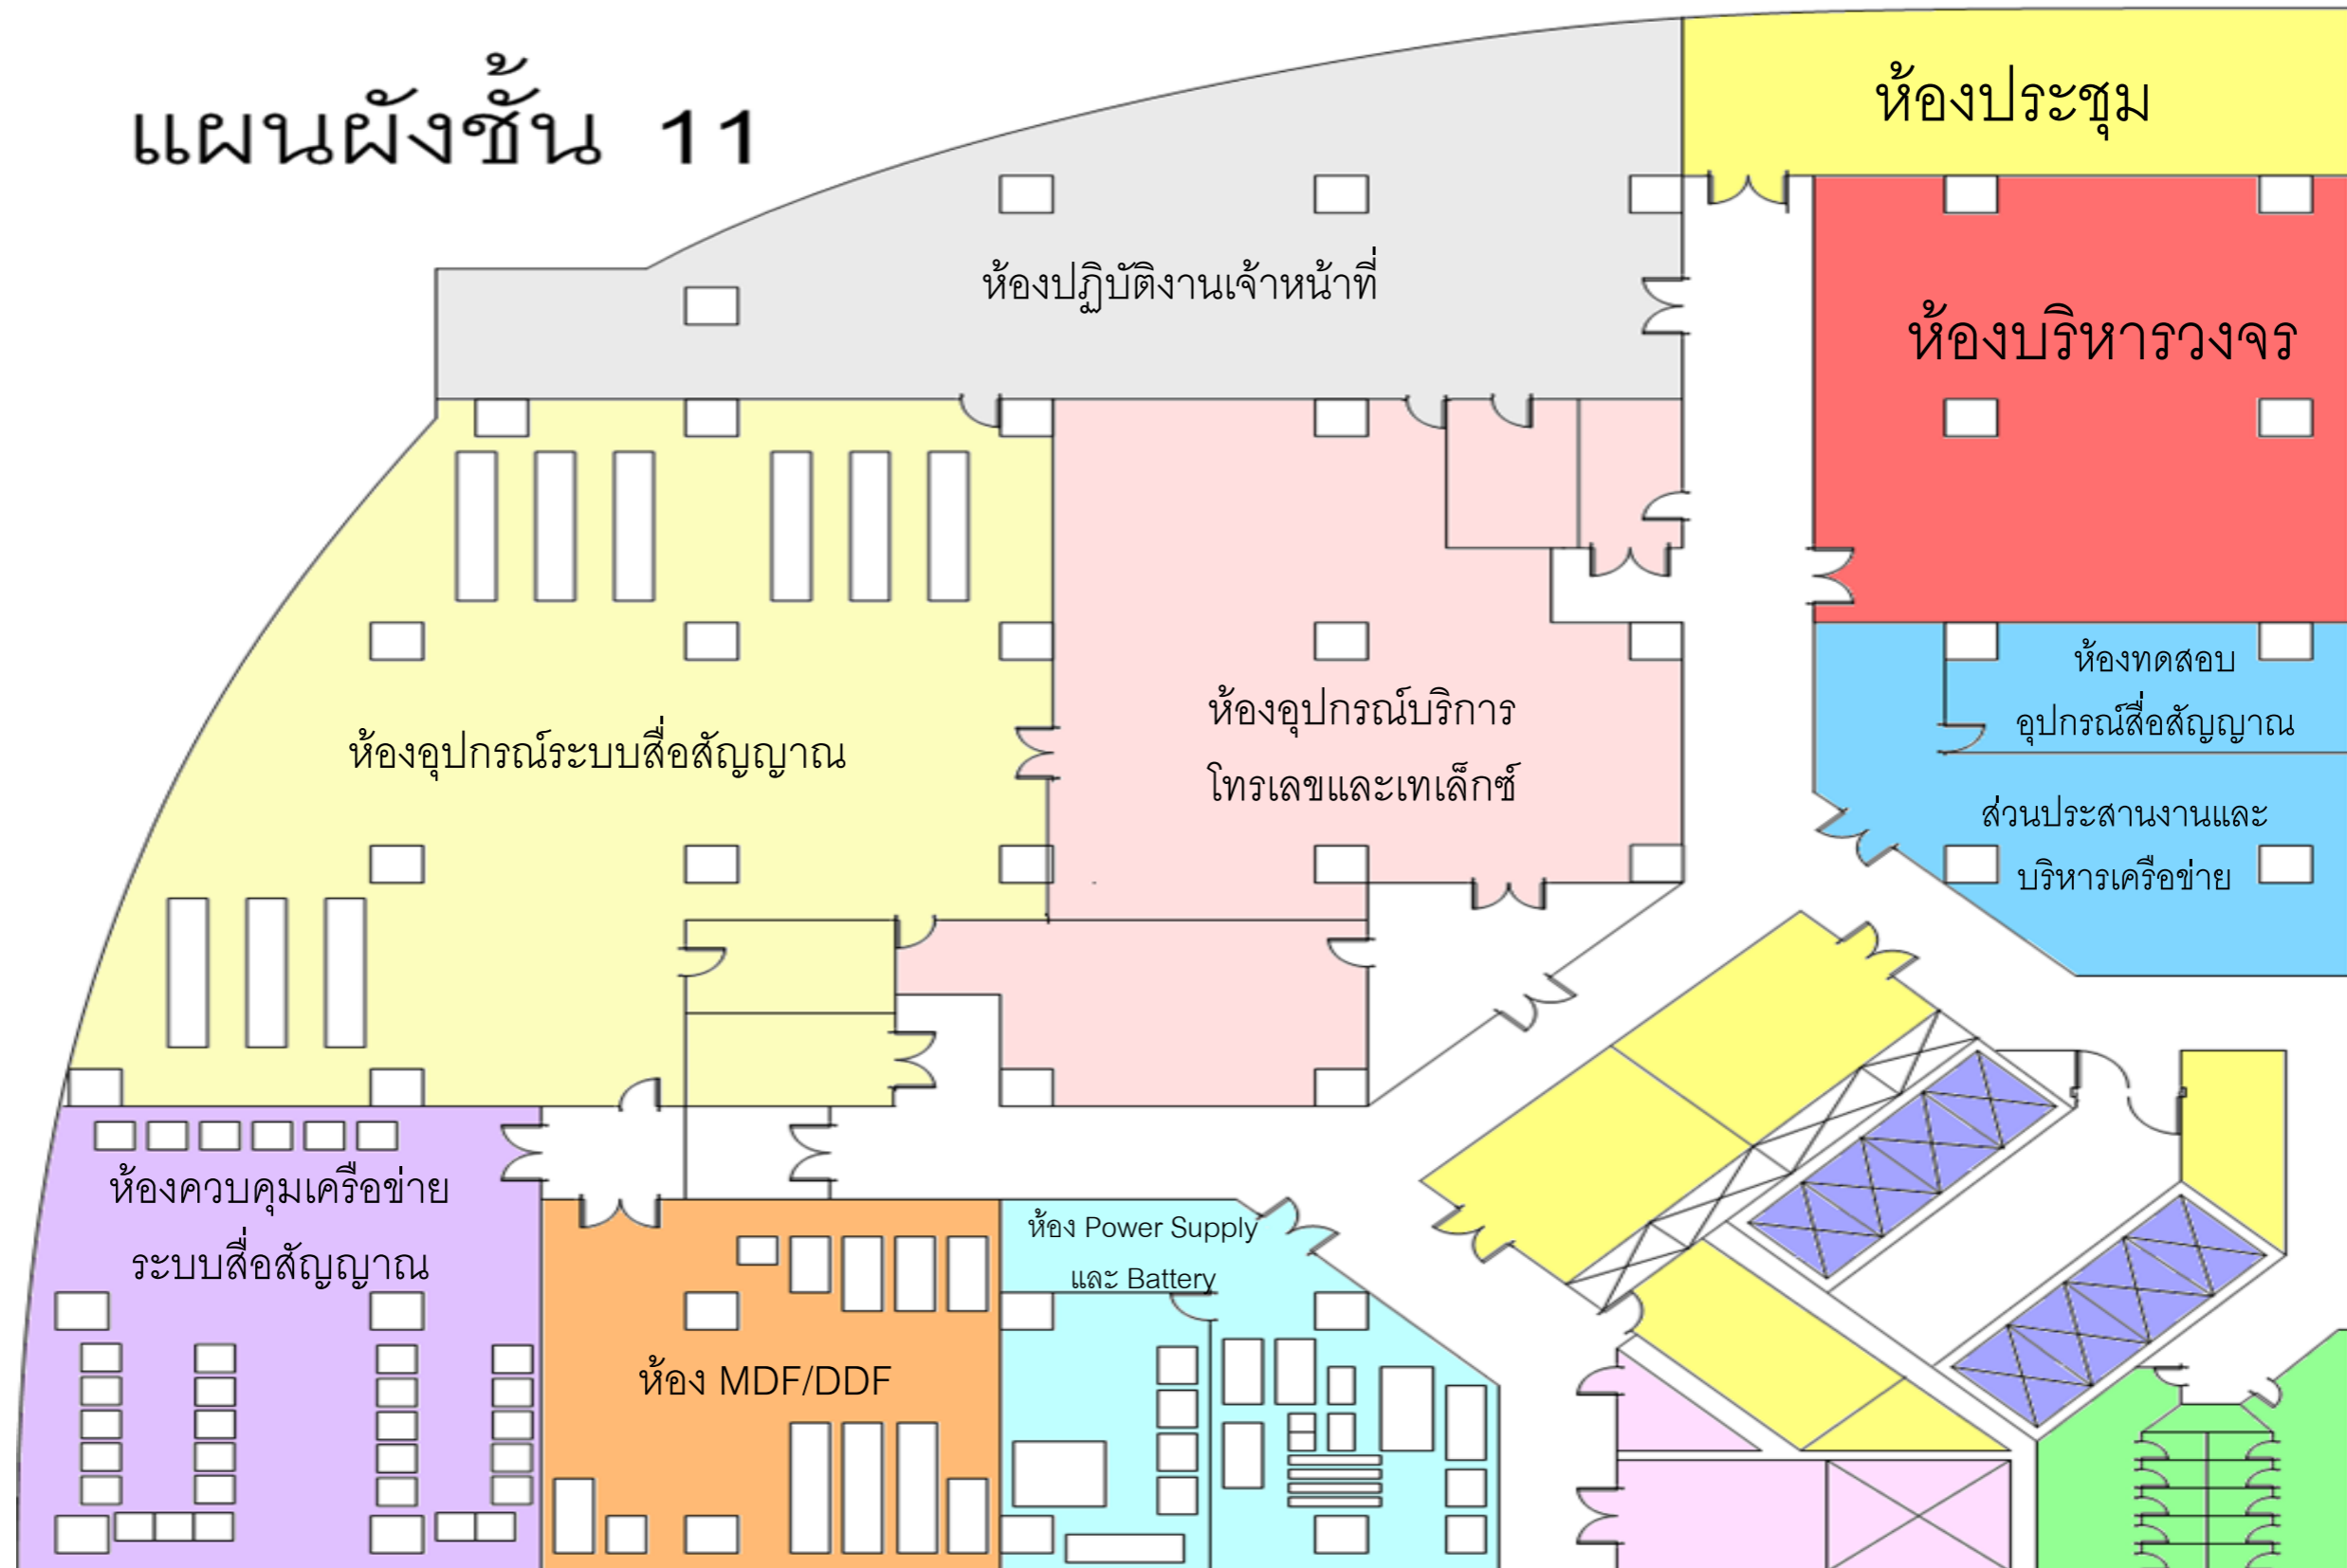 แผนผังชั้น 11
ห้องประชุม
ห้องปฏิบัติงานเจ้าหน้าที่
ห้องบริหารวงจร
ห้องทดสอบ
อุปกรณ์สื่อสัญญาณ
ห้องอุปกรณ์ระบบสื่อสัญญาณ
ห้องอุปกรณ์บริการ
โทรเลขและเทเล็กซ์
ส่วนประสานงานและ
บริหารเครือข่าย
ห้องควบคุมเครือข่าย
ระบบสื่อสัญญาณ
ห้อง Power Supply
และ Battery
ห้อง MDF/DDF